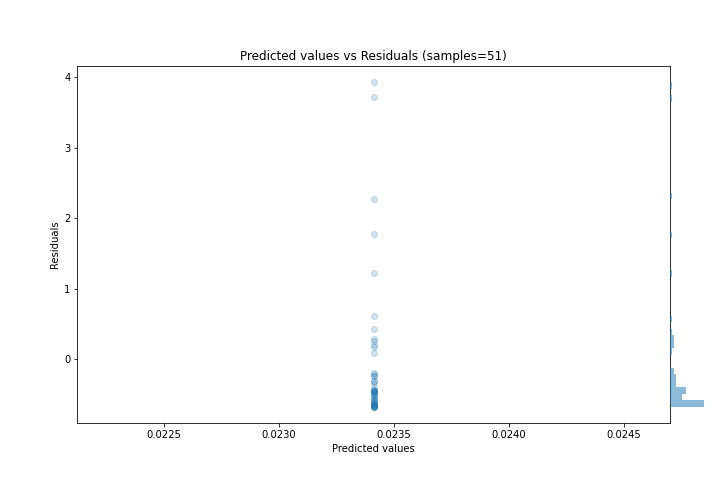 Predicted values vs Residuals (samples=51)
4
3
2
1
0
Residuals
0.0225 0.0230 0.0235 0.0240 0.0245
Predicted values